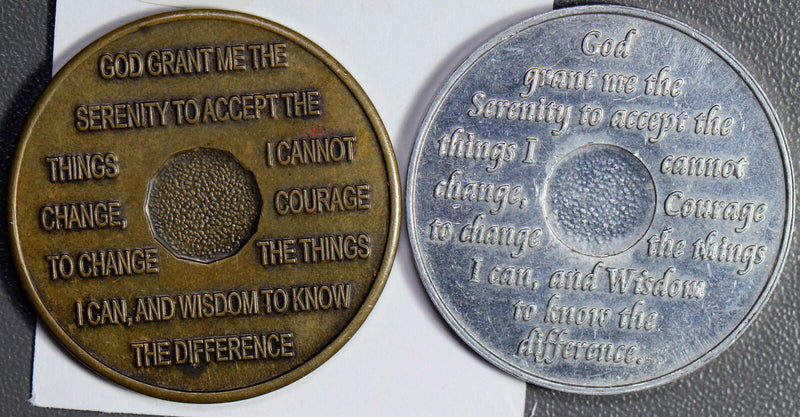 GOD GRANT ME THE
SERENITY TO ACCEPT THE
THINGS I CANNOT
CHANGE, COURAGE
TO CHANGE THE THINGS
I CAN, AND WISDOM TO KNOW
THE DIFFERENCE
God
grant me the
Serenity to accept the
things I cannot
change, Courage
to change the things
I can, and Wisdom
to know the
difference.